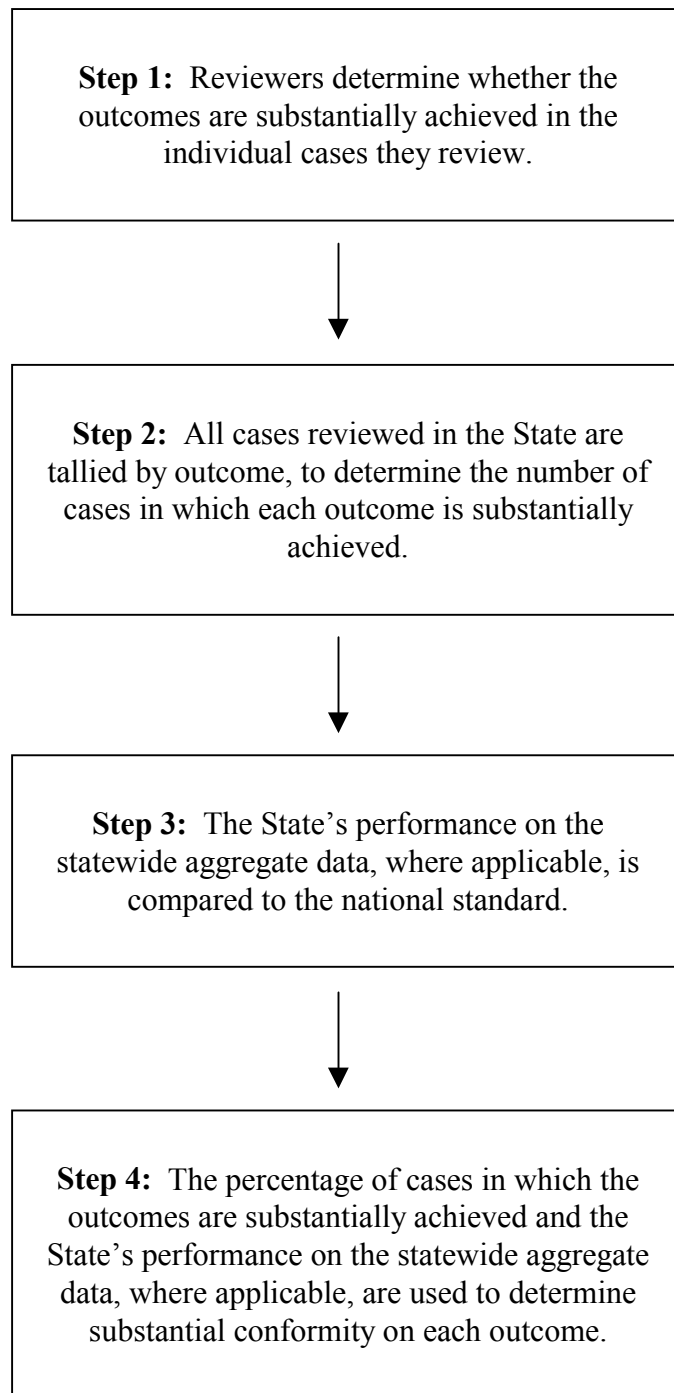 Step 1: Reviewers determine whether the
outcomes are substantially achieved in the
individual cases they review.
Step 2: All cases reviewed in the State are
tallied by outcome, to determine the number of
cases in which each outcome is substantially
achieved.
Step 3: The State’s performance on the
statewide aggregate data, where applicable, is
compared to the national standard.
Step 4: The percentage of cases in which the
outcomes are substantially achieved and the
State’s performance on the statewide aggregate
data, where applicable, are used to determine
substantial conformity on each outcome.